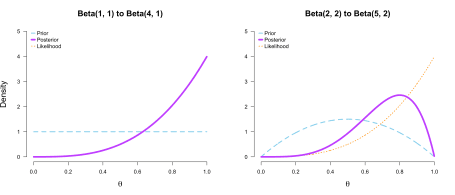 Beta(1, 1) to Beta(4, 1)
Density
5
4
3
2
1
0
Prior
Posterior
Likelihood
0.0 0.2 0.4 0.6 0.8 1.0
θ
Beta(2, 2) to Beta(5, 2)
5
4
3
2
1
0
Prior
Posterior
Likelihood
0.0 0.2 0.4 0.6 0.8 1.0
θ